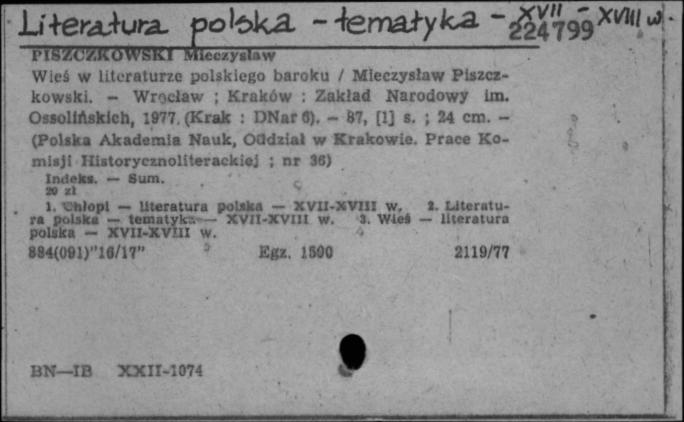 Literatura polska - tematyka - XVII - XVIII w.
224799
PISZCZKOWSKI Mieczysław
Wieś w literaturze polskiego baroku / Mieczysław Piszcz-
kowski. — Wrocław ; Kraków : Zakład Narodowy im.
Ossolińskich, 1977 (Krak : DNar 6). — 87, [1] s. ; 24 cm. —
(Polska Akademia Nauk, Oddział w Krakowie. Prace Ko-
misji Historycznoliterackiej ; nr 36)
Indeks. — Sum.
20 zł
1. Chłopi — literatura polska — XVII-XVIII w. 2. Literatu-
ra polska — tematyka — XVII-XVIII w. 3. Wieś — literatura
polska — XVII-XVIII w.
884(091)"16/17" Egz. 1500 2119/77
BN—IB XXII-1074